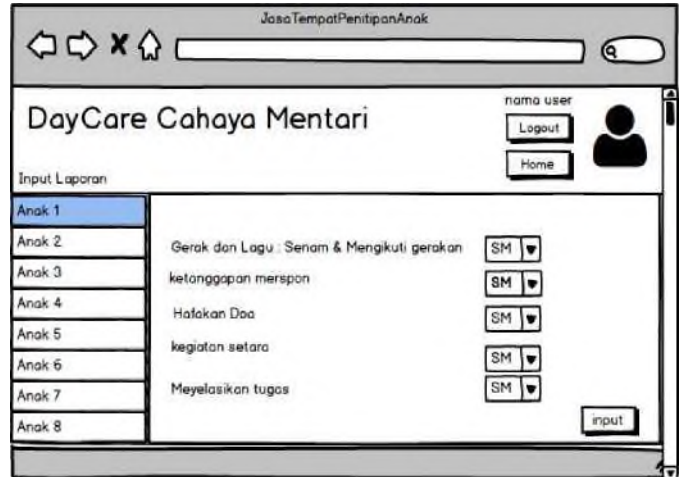 JasaTempatPenitipanAnak
nama user
DayCare Cahaya Mentari
Logout
Home
Input Laporan
Anak 1
Anak 2
Anak 3
Anak 4
Anak 5
Anak 6
Anak 7
Anak 8
Gerak dan Lagu : Senam & Mengikuti gerakan SM
ketanggapan merspon SM
Hafakan Doa SM
kegiatan setara SM
Meyelasikan tugas SM
input